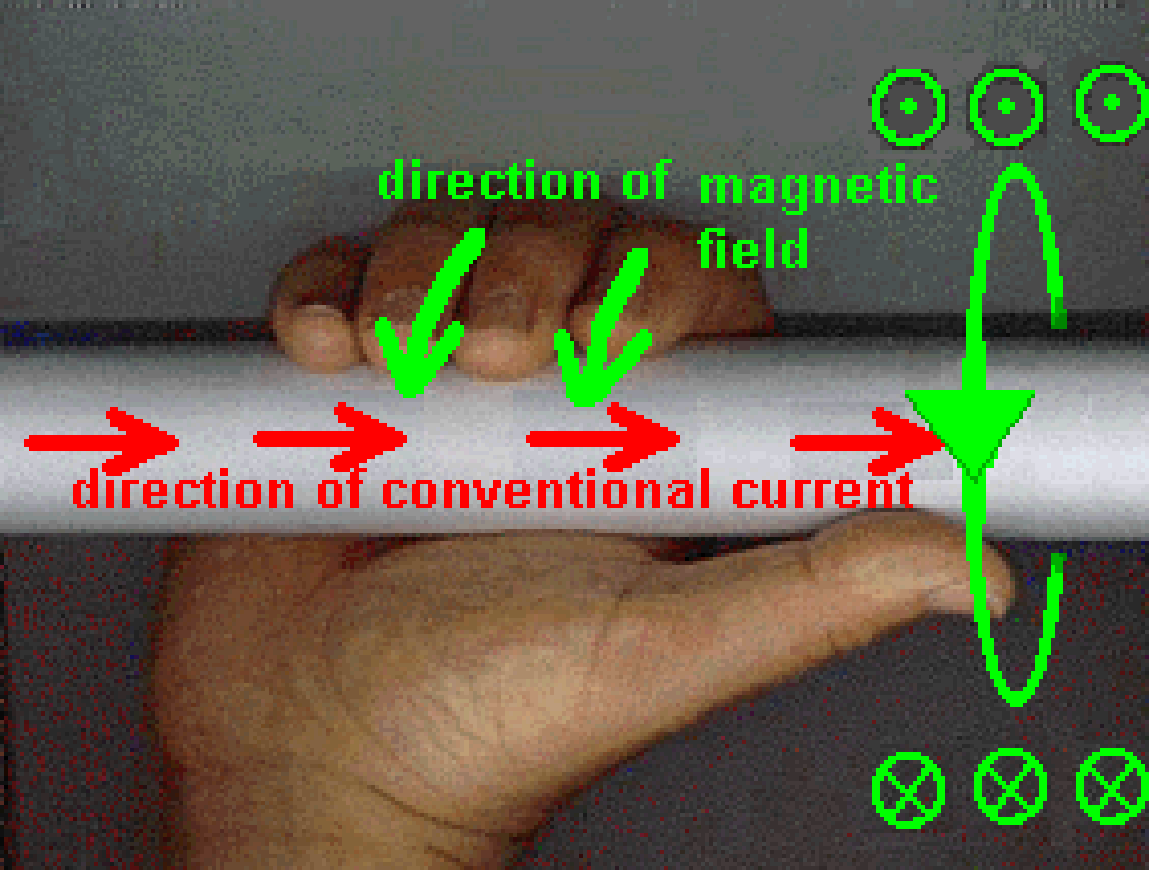 direction of magnetic
field
direction of conventional current